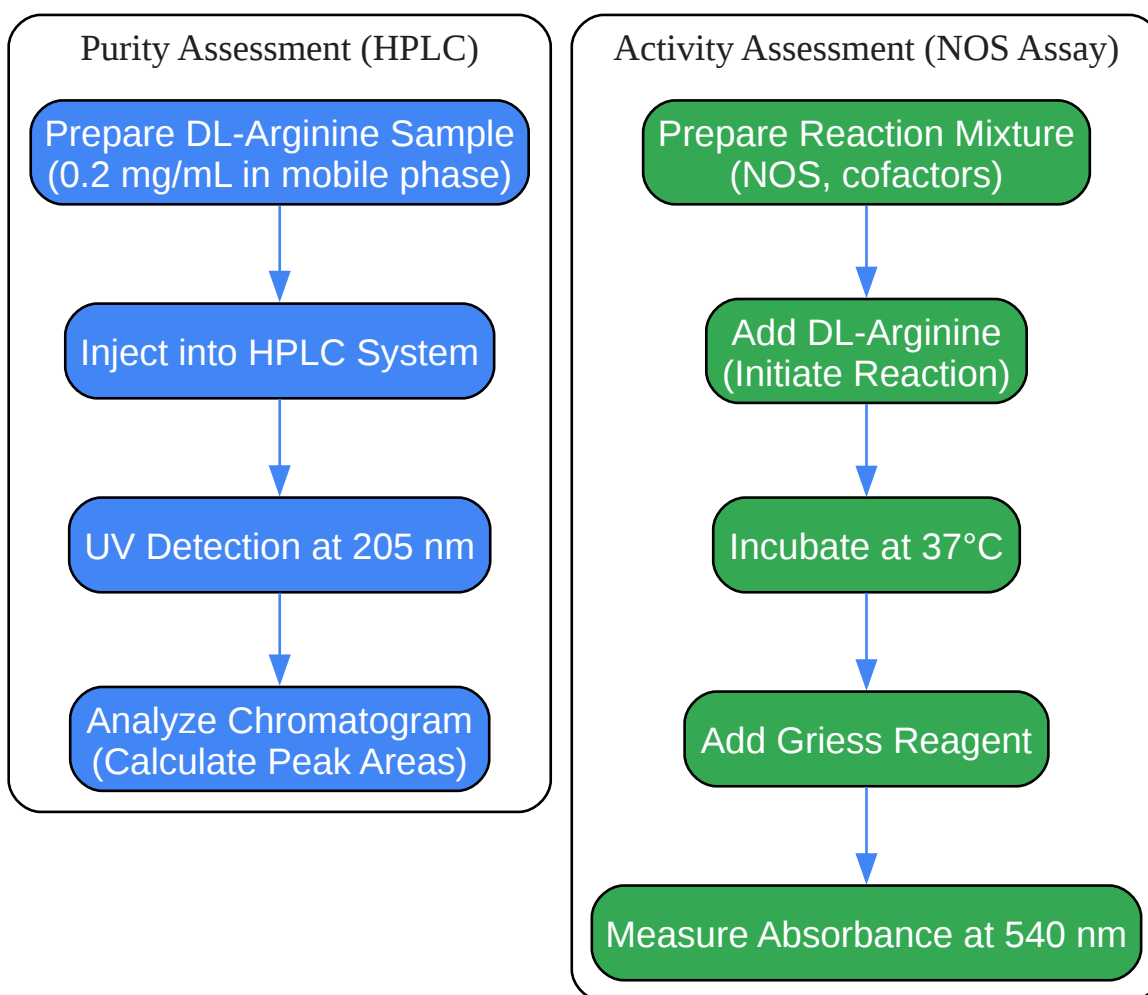 Purity Assessment (HPLC)
Prepare DL-Arginine Sample
(0.2 mg/mL in mobile phase)
Inject into HPLC System
UV Detection at 205 nm
Analyze Chromatogram
(Calculate Peak Areas)
Activity Assessment (NOS Assay)
Prepare Reaction Mixture
(NOS, cofactors)
Add DL-Arginine
(Initiate Reaction)
Incubate at 37°C
Add Griess Reagent
Measure Absorbance at 540 nm